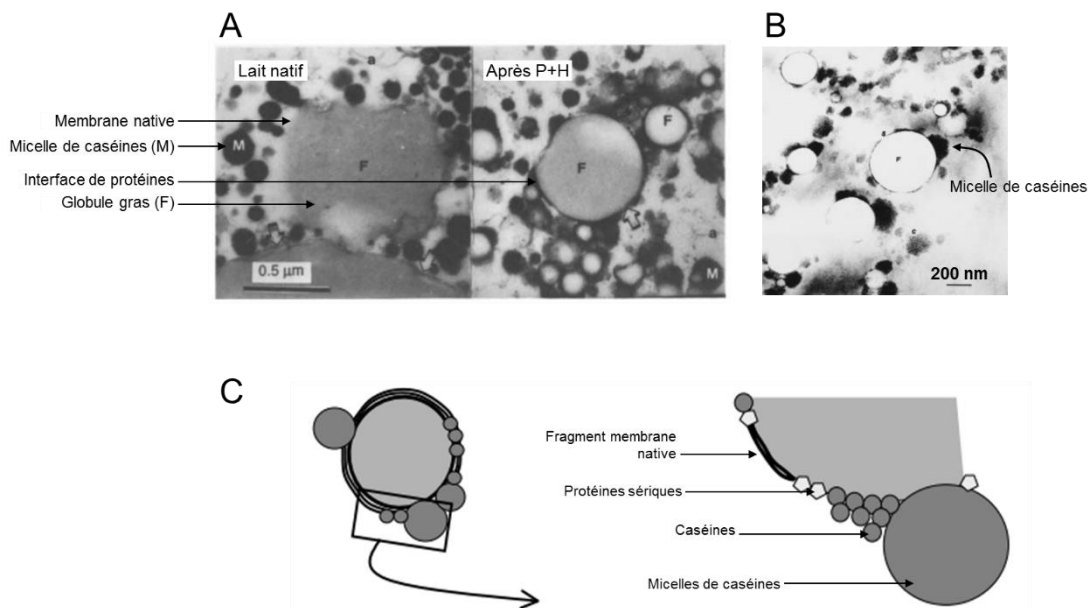 A
B
Lait natif
Après P+H
a
F
Membrane native
Micelle de caséines (M)
M
F
F
Micelle de caséines
Interface de protéines
Globule gras (F)
a
M
0.5 µm
200 nm
C
Fragment membrane
native
Protéines sériques
Caséines
Micelles de caséines